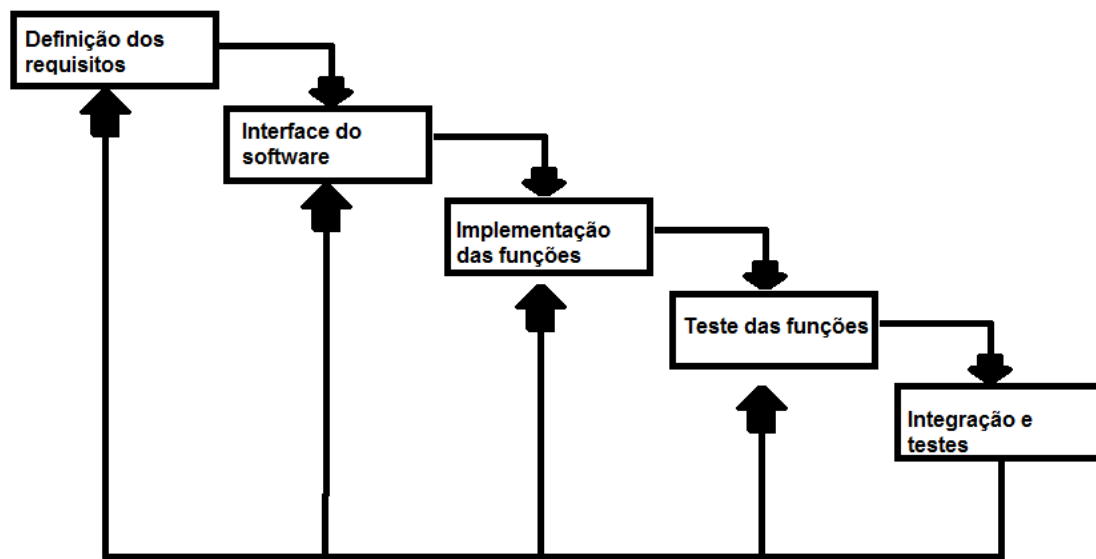 Definição dos
requisitos
Interface do
software
Implementação
das funções
Teste das funções
Integração e
testes